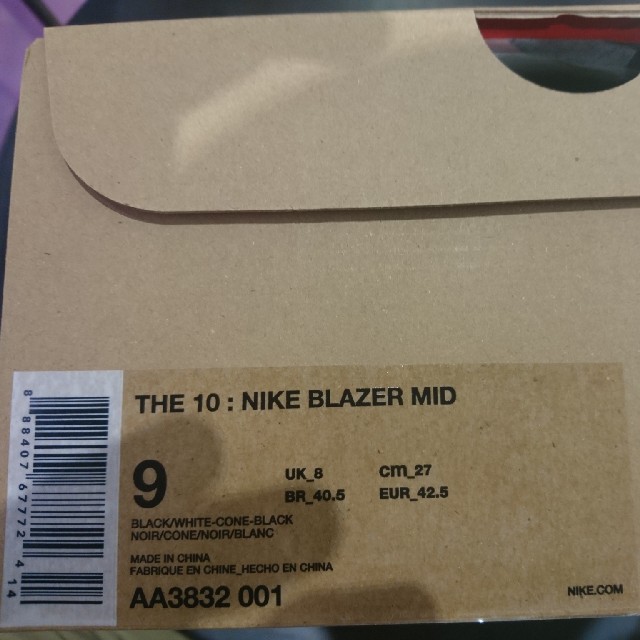 THE 10 : NIKE BLAZER MID
9
UK_8 cm_27
BR_40.5 EUR_42.5
BLACK/WHITE-CONE-BLACK
NOIR/CONE/NOIR/BLANC
MADE IN CHINA
FABRIQUE EN CHINE_HECHO EN CHINA
AA3832 001
NIKE.COM
8 88407 67772 4 14